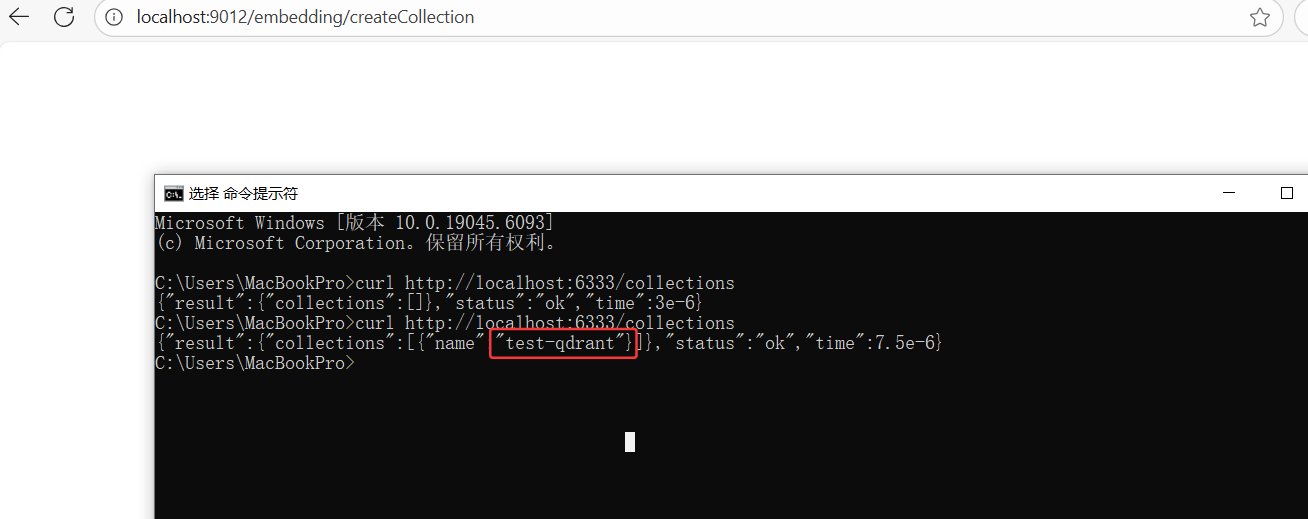 localhost:9012/embedding/createCollection
选择 命令提示符
Microsoft Windows [版本 10.0.19045.6093]
(c) Microsoft Corporation。保留所有权利。
C:\Users\MacBookPro>curl http://localhost:6333/collections
{"result":{"collections":[]},"status":"ok","time":3e-6}
C:\Users\MacBookPro>curl http://localhost:6333/collections
{"result":{"collections":[{"name":"test-qdrant"}]},"status":"ok","time":7.5e-6}
C:\Users\MacBookPro>